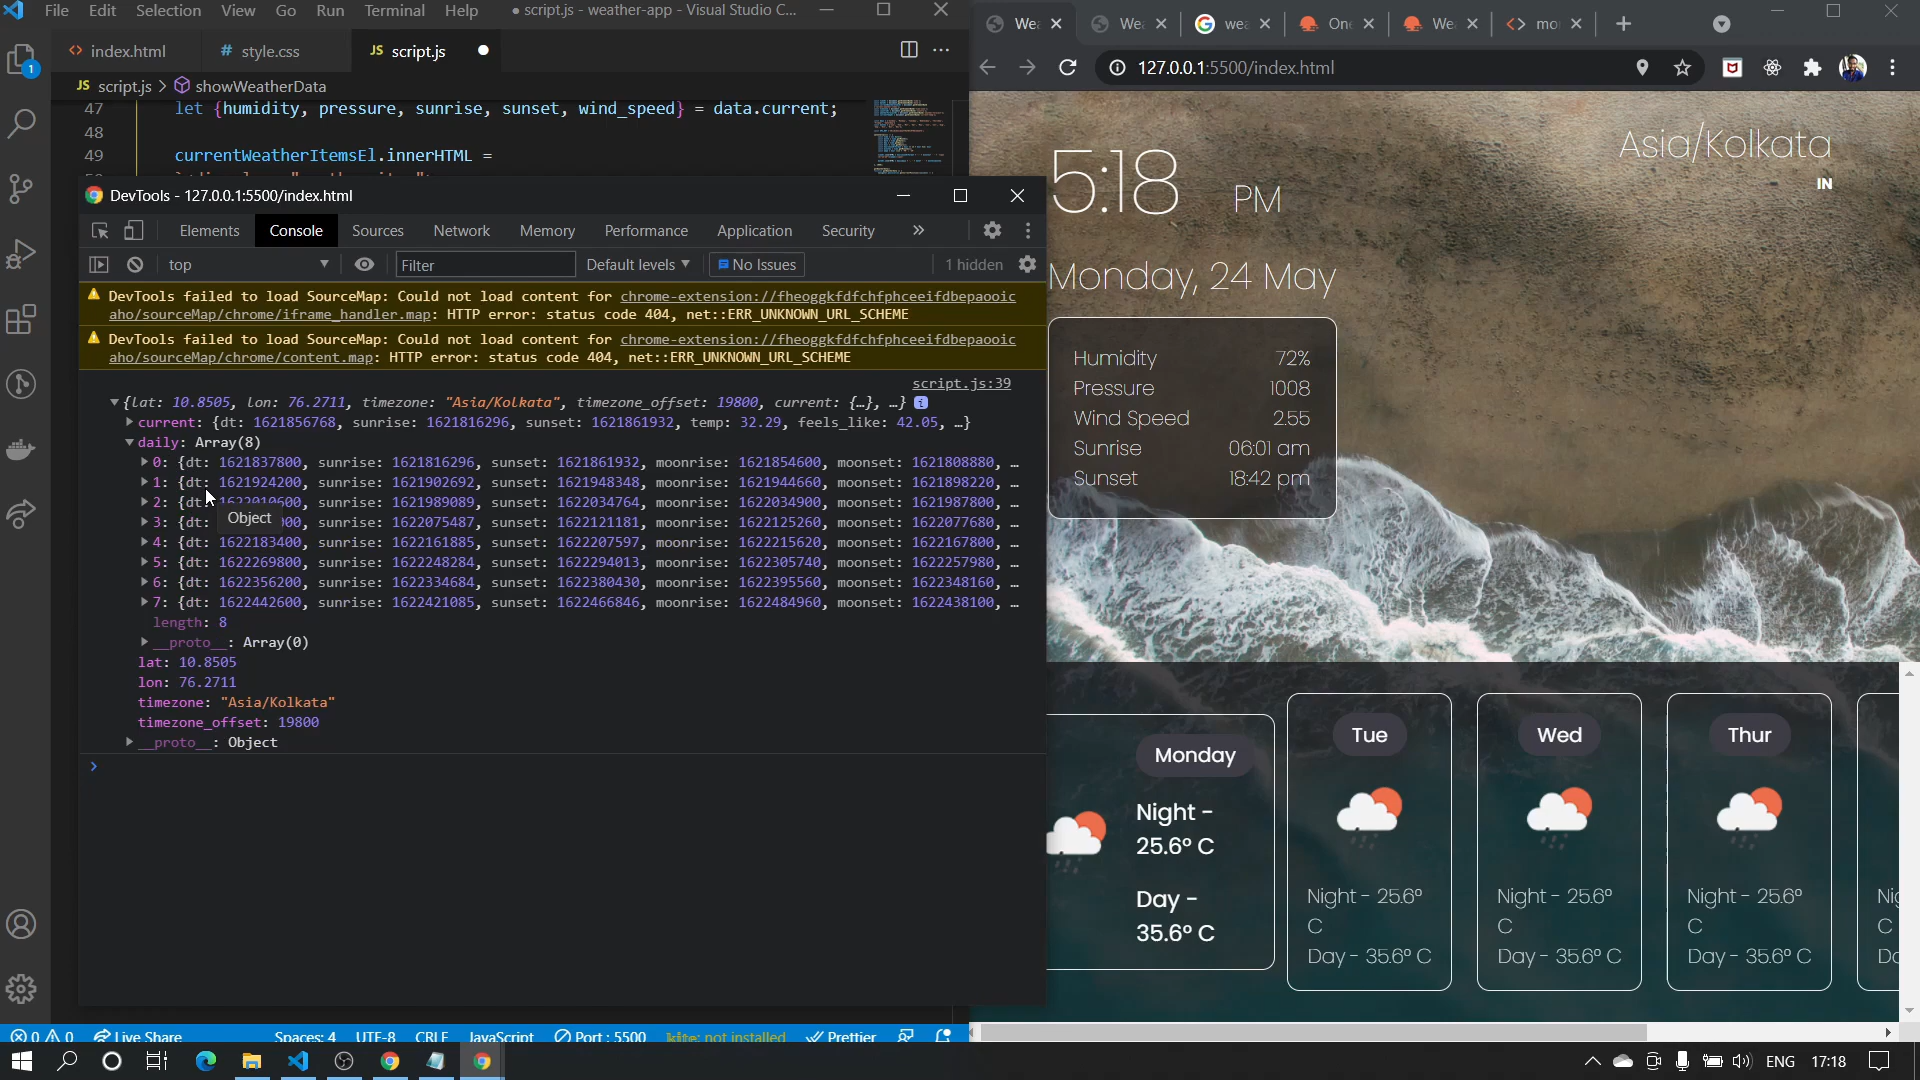 File Edit Selection View Go Run Terminal Help ● script.js - weather-app - Visual Studio C...
index.html # style.css JS script.js
JS script.js > showWeatherData
47 let {humidity, pressure, sunrise, sunset, wind_speed} = data.current;
48
49 currentWeatherItemsEl.innerHTML =
DevTools - 127.0.0.1:5500/index.html
Elements Console Sources Network Memory Performance Application Security »
top Filter Default levels No Issues 1 hidden
DevTools failed to load SourceMap: Could not load content for chrome-extension://fheoggkfdfchfphceeifdbepaooic
aho/sourceMap/chrome/iframe_handler.map: HTTP error: status code 404, net::ERR_UNKNOWN_URL_SCHEME
DevTools failed to load SourceMap: Could not load content for chrome-extension://fheoggkfdfchfphceeifdbepaooic
aho/sourceMap/chrome/content.map: HTTP error: status code 404, net::ERR_UNKNOWN_URL_SCHEME
script.js:39
{lat: 10.8505, lon: 76.2711, timezone: "Asia/Kolkata", timezone_offset: 19800, current: {…}, …} i
current: {dt: 1621856768, sunrise: 1621816296, sunset: 1621861932, temp: 32.29, feels_like: 42.05, …}
daily: Array(8)
0: {dt: 1621837800, sunrise: 1621816296, sunset: 1621861932, moonrise: 1621854600, moonset: 1621808880, …
1: {dt: 1621924200, sunrise: 1621902692, sunset: 1621948348, moonrise: 1621944660, moonset: 1621898220, …
2: {dt: 1622010600, sunrise: 1621989089, sunset: 1622034764, moonrise: 1622034900, moonset: 1621987800, …
3: {dt: 000, sunrise: 1622075487, sunset: 1622121181, moonrise: 1622125260, moonset: 1622077680, …
Object
4: {dt: 1622183400, sunrise: 1622161885, sunset: 1622207597, moonrise: 1622215620, moonset: 1622167800, …
5: {dt: 1622269800, sunrise: 1622248284, sunset: 1622294013, moonrise: 1622305740, moonset: 1622257980, …
6: {dt: 1622356200, sunrise: 1622334684, sunset: 1622380430, moonrise: 1622395560, moonset: 1622348160, …
7: {dt: 1622442600, sunrise: 1622421085, sunset: 1622466846, moonrise: 1622484960, moonset: 1622438100, …
length: 8
__proto__: Array(0)
lat: 10.8505
lon: 76.2711
timezone: "Asia/Kolkata"
timezone_offset: 19800
__proto__: Object
0 0 Live Share Spaces: 4 UTF-8 CRLF JavaScript Port : 5500 kite: not installed Prettier
Wea Wea wea One Wea mo
127.0.0.1:5500/index.html
5:18 PM
Asia/Kolkata
IN
Monday, 24 May
Humidity 72%
Pressure 1008
Wind Speed 2.55
Sunrise 06:01 am
Sunset 18:42 pm
Monday
Night -
25.6° C
Day -
35.6° C
Tue
Night - 25.6°
C
Day - 35.6° C
Wed
Night - 25.6°
C
Day - 35.6° C
Thur
Night - 25.6°
C
Day - 35.6° C
C
ENG 17:18